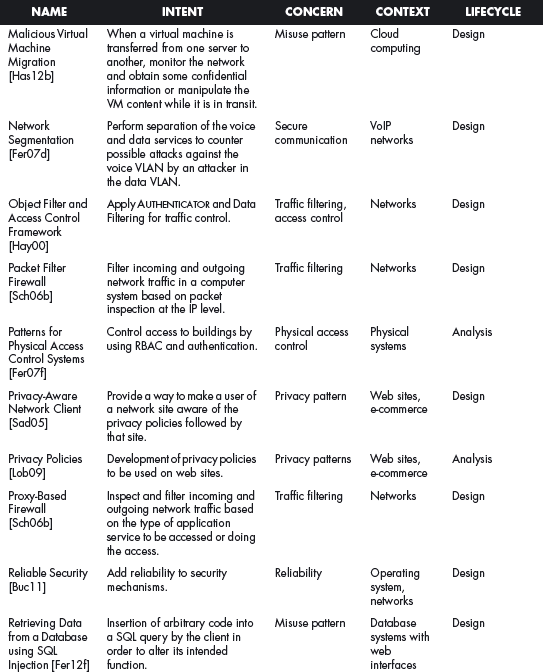 NAME INTENT CONCERN CONTEXT LIFECYCLE
Malicious Virtual When a virtual machine is Misuse pattern Cloud Design
Machine transferred from one server to computing
Migration another, monitor the network
[Has12b] and obtain some confidential
information or manipulate the
VM content while it is in transit.
Network Perform separation of the voice Secure VoIP Design
Segmentation and data services to counter communication networks
[Fer07d] possible attacks against the
voice VLAN by an attacker in
the data VLAN.
Object Filter and Apply AUTHENTICATOR and Data Traffic filtering, Networks Design
Access Control Filtering for traffic control. access control
Framework
[Hay00]
Packet Filter Filter incoming and outgoing Traffic filtering Networks Design
Firewall network traffic in a computer
[Sch06b] system based on packet
inspection at the IP level.
Patterns for Control access to buildings by Physical access Physical Analysis
Physical Access using RBAC and authentication. control systems
Control Systems
[Fer07f]
Privacy-Aware Provide a way to make a user of Privacy pattern Web sites, Design
Network Client a network site aware of the e-commerce
[Sad05] privacy policies followed by
that site.
Privacy Policies Development of privacy policies Privacy patterns Web sites, Analysis
[Lob09] to be used on web sites. e-commerce
Proxy-Based Inspect and filter incoming and Traffic filtering Networks Design
Firewall outgoing network traffic based
[Sch06b] on the type of application
service to be accessed or doing
the access.
Reliable Security Add reliability to security Reliability Operating Design
[Buc11] mechanisms. system,
networks
Retrieving Data Insertion of arbitrary code into Misuse pattern Database Design
from a Database a SQL query by the client in systems with
using SQL order to alter its intended web
Injection [Fer12f] function. interfaces